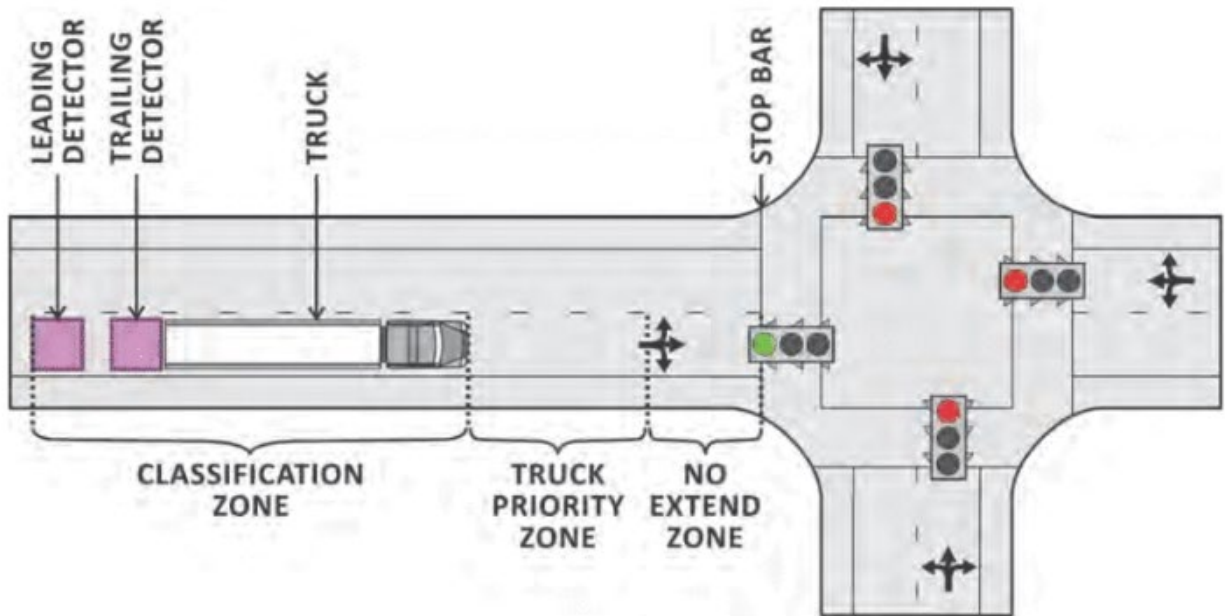 LEADING
DETECTOR
TRAILING
DETECTOR
TRUCK
STOP BAR
CLASSIFICATION
ZONE
TRUCK
PRIORITY
ZONE
NO
EXTEND
ZONE